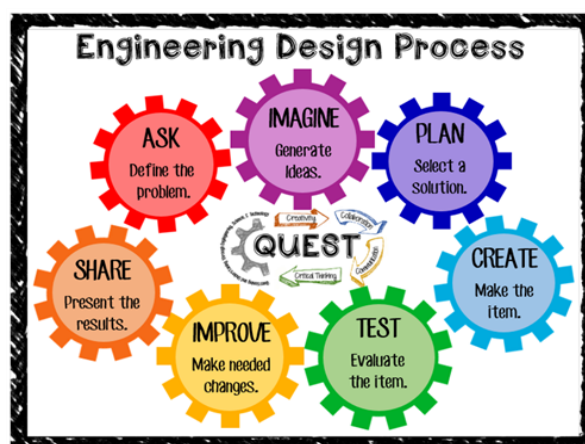 Engineering Design Process
ASK
Define the
problem.
IMAGINE
Generate
Ideas.
PLAN
Select a
solution.
CREATE
Make the
item.
TEST
Evaluate
the item.
IMPROVE
Make needed
changes.
SHARE
Present the
results.
QUEST
Creativity
Collaboration
Communication
Critical Thinking